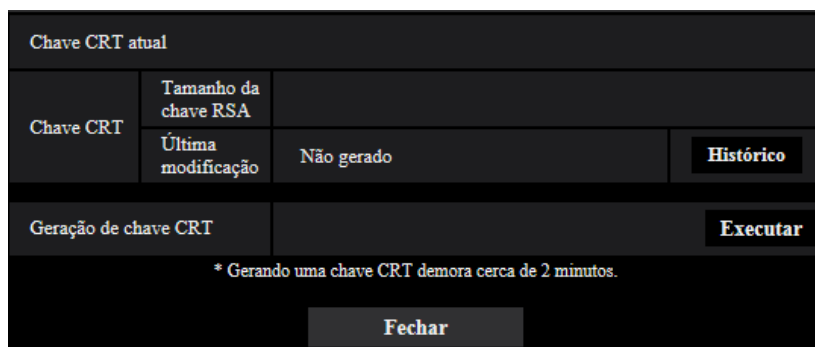 Chave CRT atual
Chave CRT
Tamanho da
chave RSA
Última
modificação
Não gerado
Histórico
Geração de chave CRT
Executar
* Gerando uma chave CRT demora cerca de 2 minutos.
Fechar